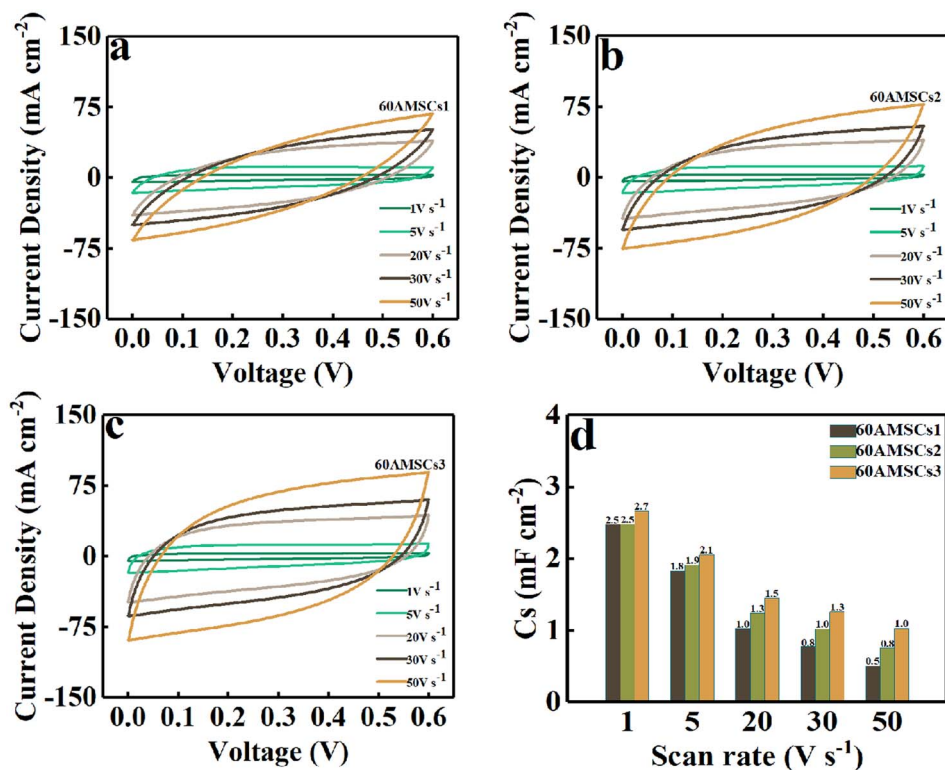 a
60AMSCs1
1V s⁻¹
5V s⁻¹
20V s⁻¹
30V s⁻¹
50V s⁻¹
150
75
0
-75
-150
Current Density (mA cm⁻²)
0.0 0.1 0.2 0.3 0.4 0.5 0.6
Voltage (V)
b
60AMSCs2
1V s⁻¹
5V s⁻¹
20V s⁻¹
30V s⁻¹
50V s⁻¹
150
75
0
-75
-150
Current Density (mA cm⁻²)
0.0 0.1 0.2 0.3 0.4 0.5 0.6
Voltage (V)
c
60AMSCs3
1V s⁻¹
5V s⁻¹
20V s⁻¹
30V s⁻¹
50V s⁻¹
150
75
0
-75
-150
Current Density (mA cm⁻²)
0.0 0.1 0.2 0.3 0.4 0.5 0.6
Voltage (V)
d
60AMSCs1
60AMSCs2
60AMSCs3
4
3
2
1
0
Cs (mF cm⁻²)
2.5 2.5 2.7
1.8 1.9 2.1
1.0 1.3 1.5
0.8 1.0 1.3
0.5 0.8 1.0
1 5 20 30 50
Scan rate (V s⁻¹)